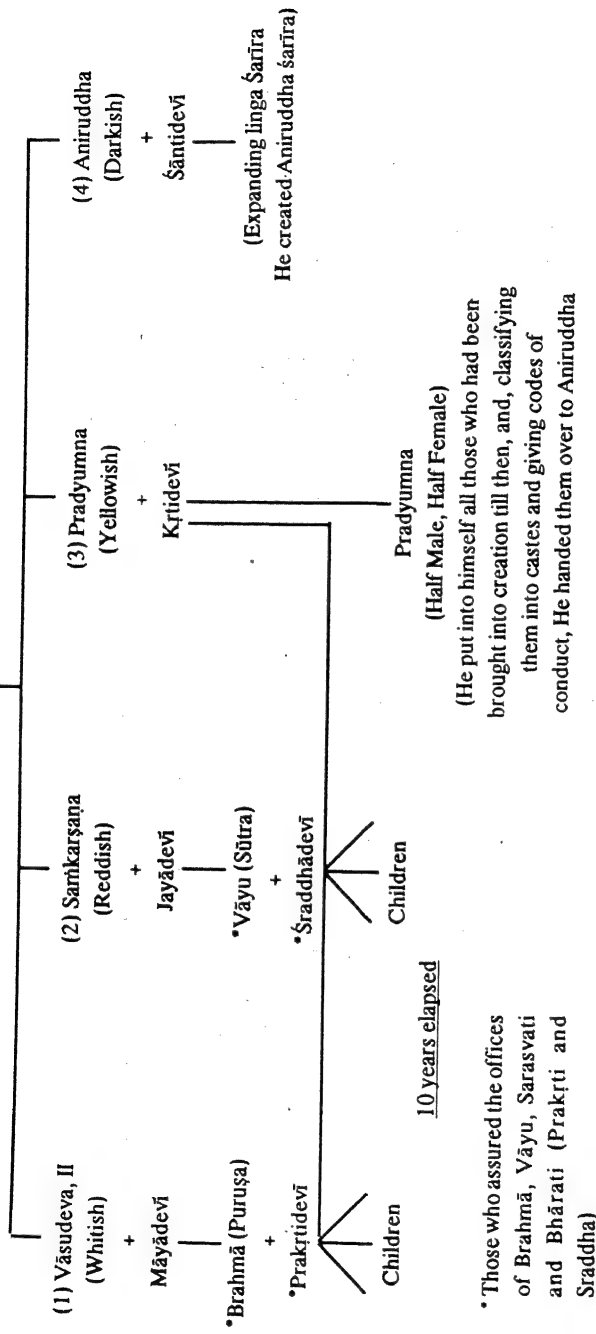 (1) Vāsudeva, II
(Whitish)
+
Māyādevī
*Brahmā (Puruṣa)
+
*Prakṛtidevī
Children
(2) Saṁkarṣaṇa
(Reddish)
+
Jayādevī
*Vāyu (Sūtra)
+
*Śraddhādevī
Children
(3) Pradyumna
(Yellowish)
+
Kṛtidevī
Pradyumna
(Half Male, Half Female)
(He put into himself all those who had been
brought into creation till then, and, classifying
them into castes and giving codes of
conduct, He handed them over to Aniruddha
(4) Aniruddha
(Darkish)
+
Śāntidevī
(Expanding linga Śarīra
He created Aniruddha śarīra)
10 years elapsed
*Those who assured the offices
of Brahmā, Vāyu, Sarasvati
and Bhārati (Prakṛti and
Sraddha)